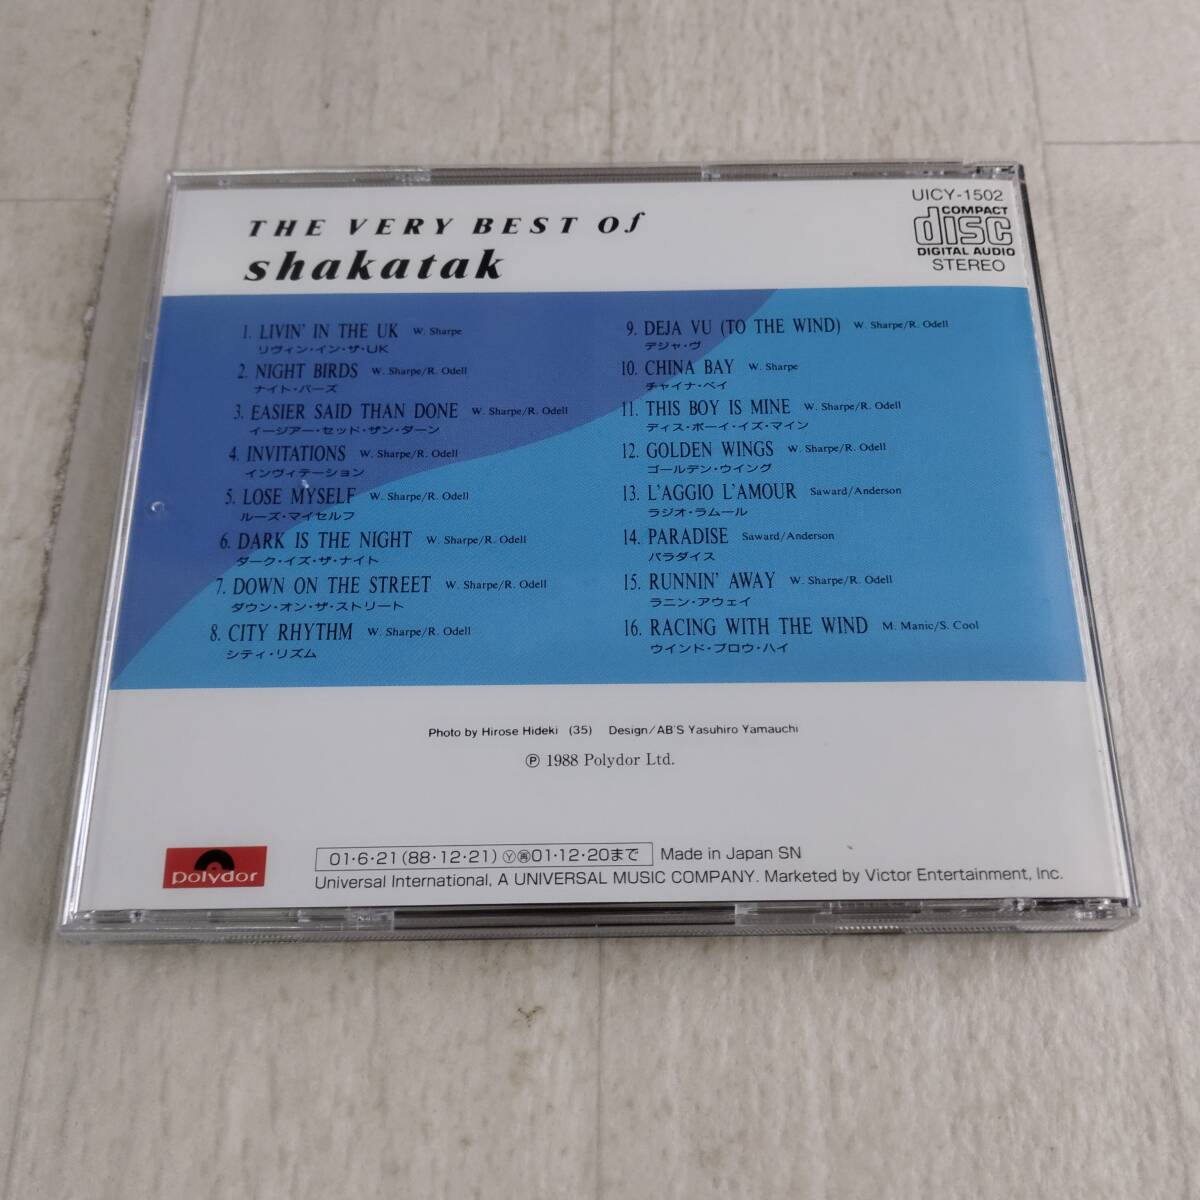 THE VERY BEST Of
shakatak
UICY-1502
COMPACT
disc
DIGITAL AUDIO
STEREO
1. LIVIN' IN THE UK W. Sharpe
リヴィン・イン・ザ・UK
2. NIGHT BIRDS W. Sharpe/R. Odell
ナイト・バーズ
3. EASIER SAID THAN DONE W. Sharpe/R. Odell
イージアー・セッド・ザン・ダーン
4. INVITATIONS W. Sharpe/R. Odell
インヴィテーション
5. LOSE MYSELF W. Sharpe/R. Odell
ルーズ・マイセルフ
6. DARK IS THE NIGHT W. Sharpe/R. Odell
ダーク・イズ・ザ・ナイト
7. DOWN ON THE STREET W. Sharpe/R. Odell
ダウン・オン・ザ・ストリート
8. CITY RHYTHM W. Sharpe/R. Odell
シティ・リズム
9. DEJA VU (TO THE WIND) W. Sharpe/R. Odell
デジャ・ヴ
10. CHINA BAY W. Sharpe
チャイナ・ベイ
11. THIS BOY IS MINE W. Sharpe/R. Odell
ディス・ボーイ・イズ・マイン
12. GOLDEN WINGS W. Sharpe/R. Odell
ゴールデン・ウイング
13. L'AGGIO L'AMOUR Saward/Anderson
ラジオ・ラムール
14. PARADISE Saward/Anderson
パラダイス
15. RUNNIN' AWAY W. Sharpe/R. Odell
ラニン・アウェイ
16. RACING WITH THE WIND M. Manic/S. Cool
ウインド・ブロウ・ハイ
Photo by Hirose Hideki (35) Design/AB'S Yasuhiro Yamauchi
Ⓟ 1988 Polydor Ltd.
polydor
01・6・21(88・12・21) Ⓨ㊢01・12・20まで Made in Japan SN
Universal International, A UNIVERSAL MUSIC COMPANY. Marketed by Victor Entertainment, Inc.